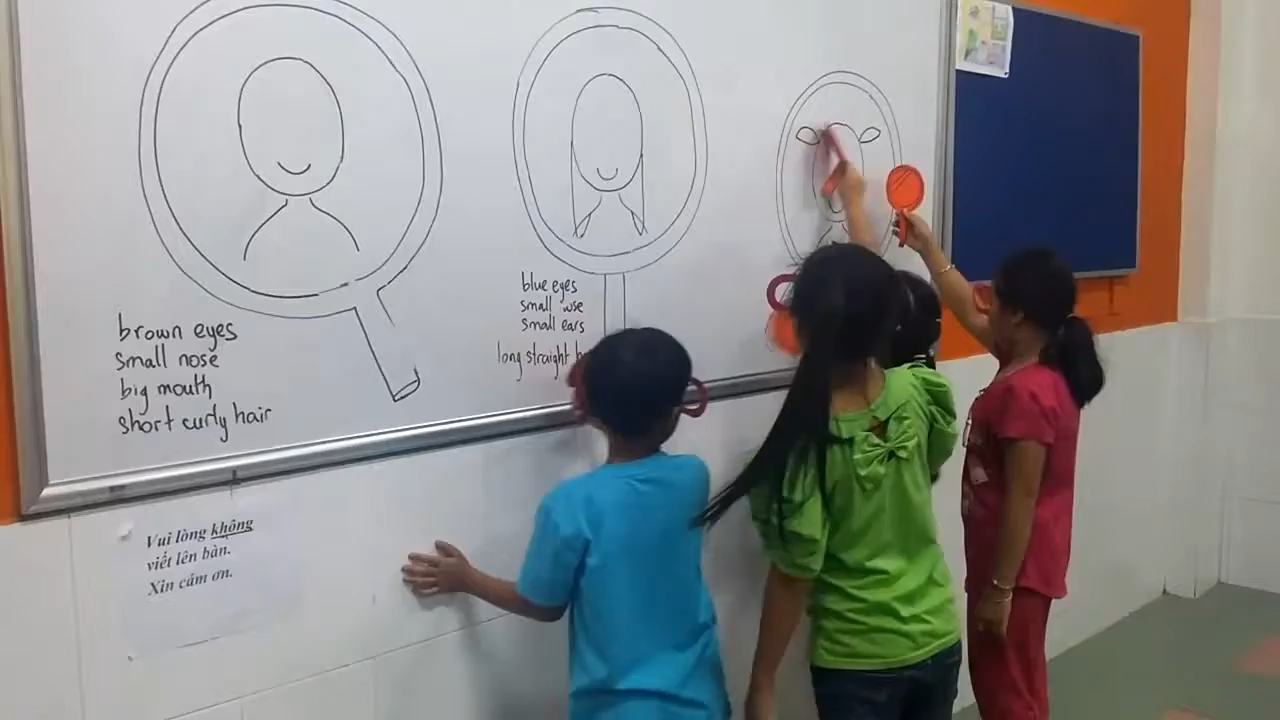 brown eyes
small nose
big mouth
short curly hair
blue eyes
small
small ears
long straight
Vui lòng không
viết lên bàn.
Xin cám ơn.